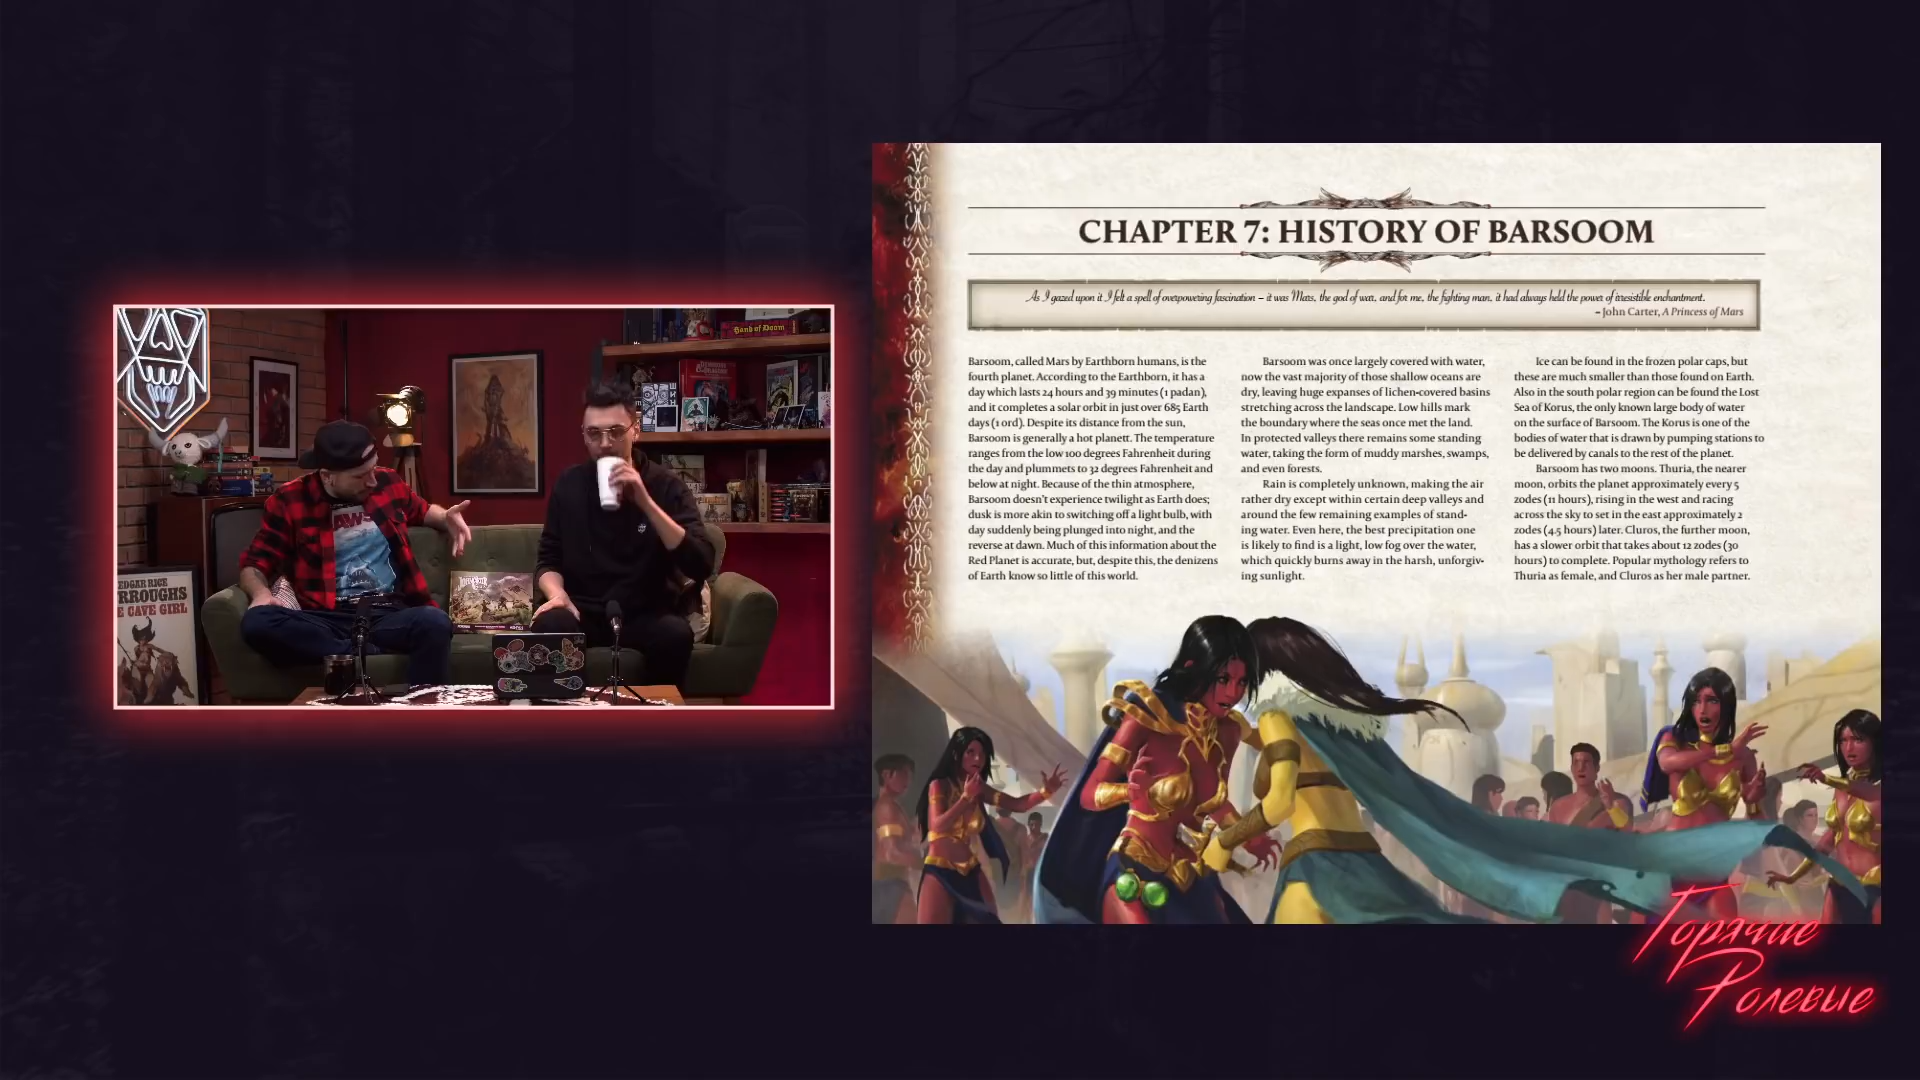 CHAPTER 7: HISTORY OF BARSOOM
As I gazed upon it I felt a spell of overpowering fascination – it was Mars, the god of war, and for me, the fighting man, it had always held the power of irresistible enchantment.
– John Carter, A Princess of Mars
Barsoom, called Mars by Earthborn humans, is the
fourth planet. According to the Earthborn, it has a
day which lasts 24 hours and 39 minutes (1 padan),
and it completes a solar orbit in just over 685 Earth
days (1 ord). Despite its distance from the sun,
Barsoom is generally a hot planett. The temperature
ranges from the low 100 degrees Fahrenheit during
the day and plummets to 32 degrees Fahrenheit and
below at night. Because of the thin atmosphere,
Barsoom doesn't experience twilight as Earth does;
dusk is more akin to switching off a light bulb, with
day suddenly being plunged into night, and the
reverse at dawn. Much of this information about the
Red Planet is accurate, but, despite this, the denizens
of Earth know so little of this world.
Barsoom was once largely covered with water,
now the vast majority of those shallow oceans are
dry, leaving huge expanses of lichen-covered basins
stretching across the landscape. Low hills mark
the boundary where the seas once met the land.
In protected valleys there remains some standing
water, taking the form of muddy marshes, swamps,
and even forests.
Rain is completely unknown, making the air
rather dry except within certain deep valleys and
around the few remaining examples of stand-
ing water. Even here, the best precipitation one
is likely to find is a light, low fog over the water,
which quickly burns away in the harsh, unforgiv-
ing sunlight.
Ice can be found in the frozen polar caps, but
these are much smaller than those found on Earth.
Also in the south polar region can be found the Lost
Sea of Korus, the only known large body of water
on the surface of Barsoom. The Korus is one of the
bodies of water that is drawn by pumping stations to
be delivered by canals to the rest of the planet.
Barsoom has two moons. Thuria, the nearer
moon, orbits the planet approximately every 5
zodes (11 hours), rising in the west and racing
across the sky to set in the east approximately 2
zodes (4.5 hours) later. Cluros, the further moon,
has a slower orbit that takes about 12 zodes (30
hours) to complete. Popular mythology refers to
Thuria as female, and Cluros as her male partner.
Hand of Doom
JAWS
EDGAR RICE
RROUGHS
E CAVE GIRL
Горячие
Ролевые